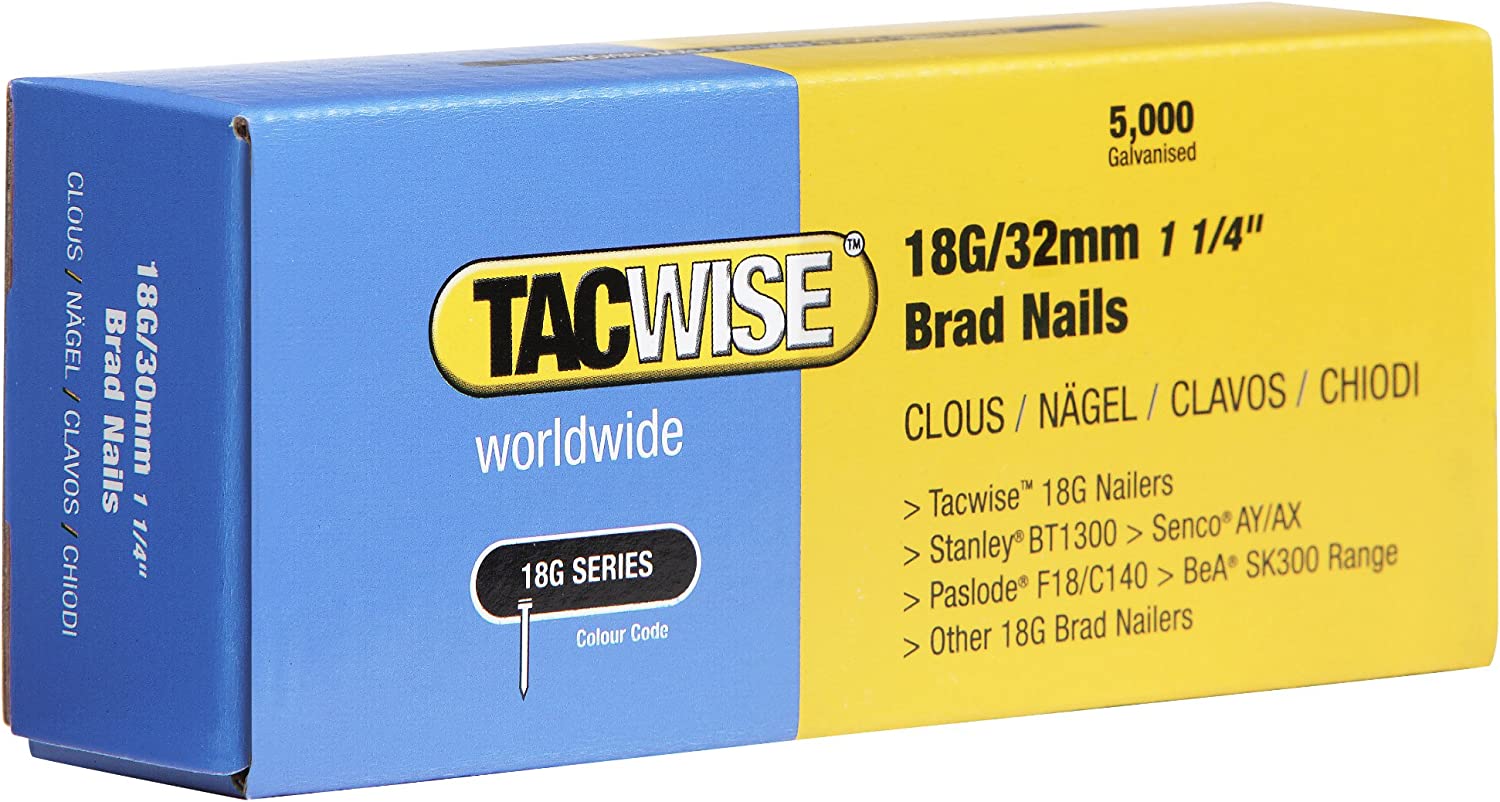 5,000
Galvanised
18G/32mm 1 1/4"
Brad Nails
CLOUS / NÄGEL / CLAVOS / CHIODI
> Tacwise™ 18G Nailers
> Stanley® BT1300 > Senco® AY/AX
> Paslode® F18/C140 > BeA® SK300 Range
> Other 18G Brad Nailers
TACWISE™
worldwide
18G SERIES
Colour Code
18G/30mm 1 1/4"
Brad Nails
CLOUS / NÄGEL / CLAVOS / CHIODI